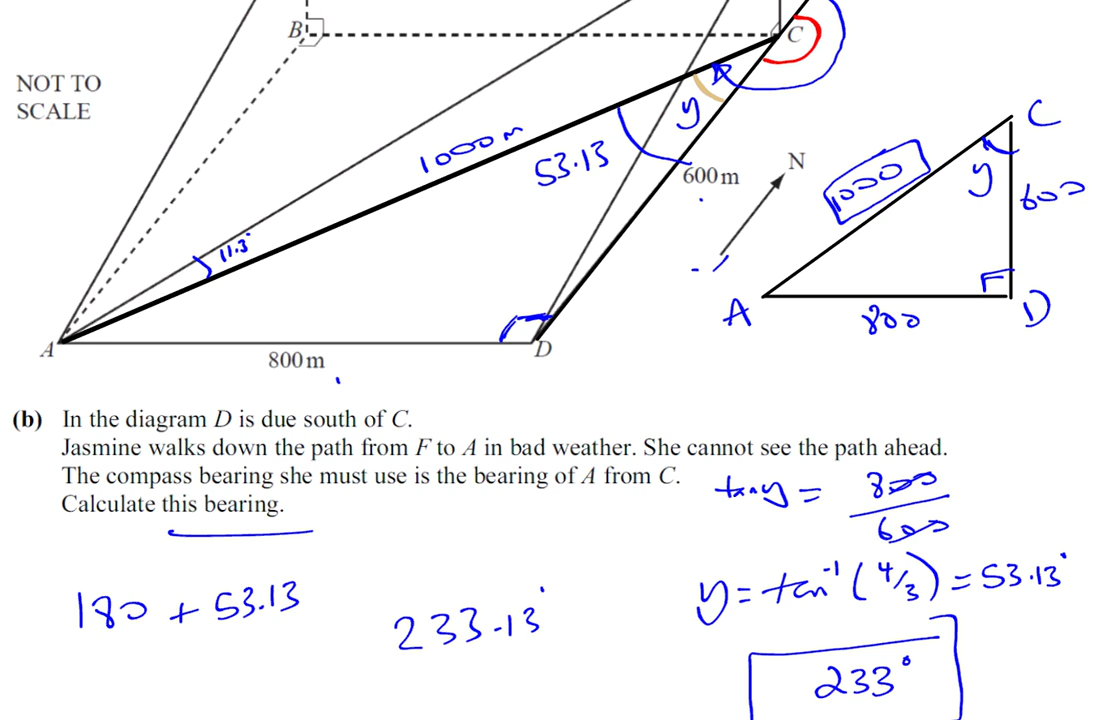 B
C
NOT TO
SCALE
y
1000 m
53.13
600 m
N
11.3°
A
D
800 m
C
1000
y
600
A
800
D
(b) In the diagram D is due south of C.
Jasmine walks down the path from F to A in bad weather. She cannot see the path ahead.
The compass bearing she must use is the bearing of A from C.
Calculate this bearing.
tan y = 800/600
180 + 53.13
233.13°
y = tan⁻¹ (4/3) = 53.13°
233°